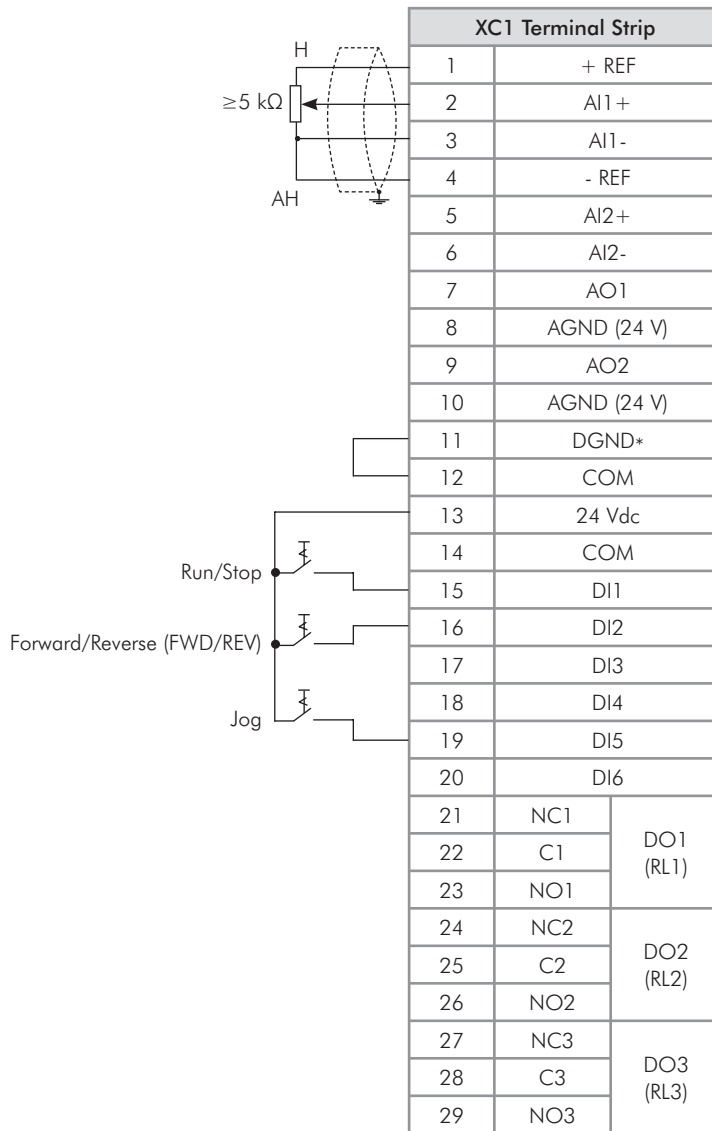 XC1 Terminal Strip
H
≥5 kΩ
AH
1 + REF
2 AI1+
3 AI1-
4 - REF
5 AI2+
6 AI2-
7 AO1
8 AGND (24 V)
9 AO2
10 AGND (24 V)
11 DGND*
12 COM
13 24 Vdc
14 COM
Run/Stop
15 DI1
Forward/Reverse (FWD/REV)
16 DI2
17 DI3
18 DI4
Jog
19 DI5
20 DI6
21 NC1
22 C1
23 NO1
DO1
(RL1)
24 NC2
25 C2
26 NO2
DO2
(RL2)
27 NC3
28 C3
29 NO3
DO3
(RL3)